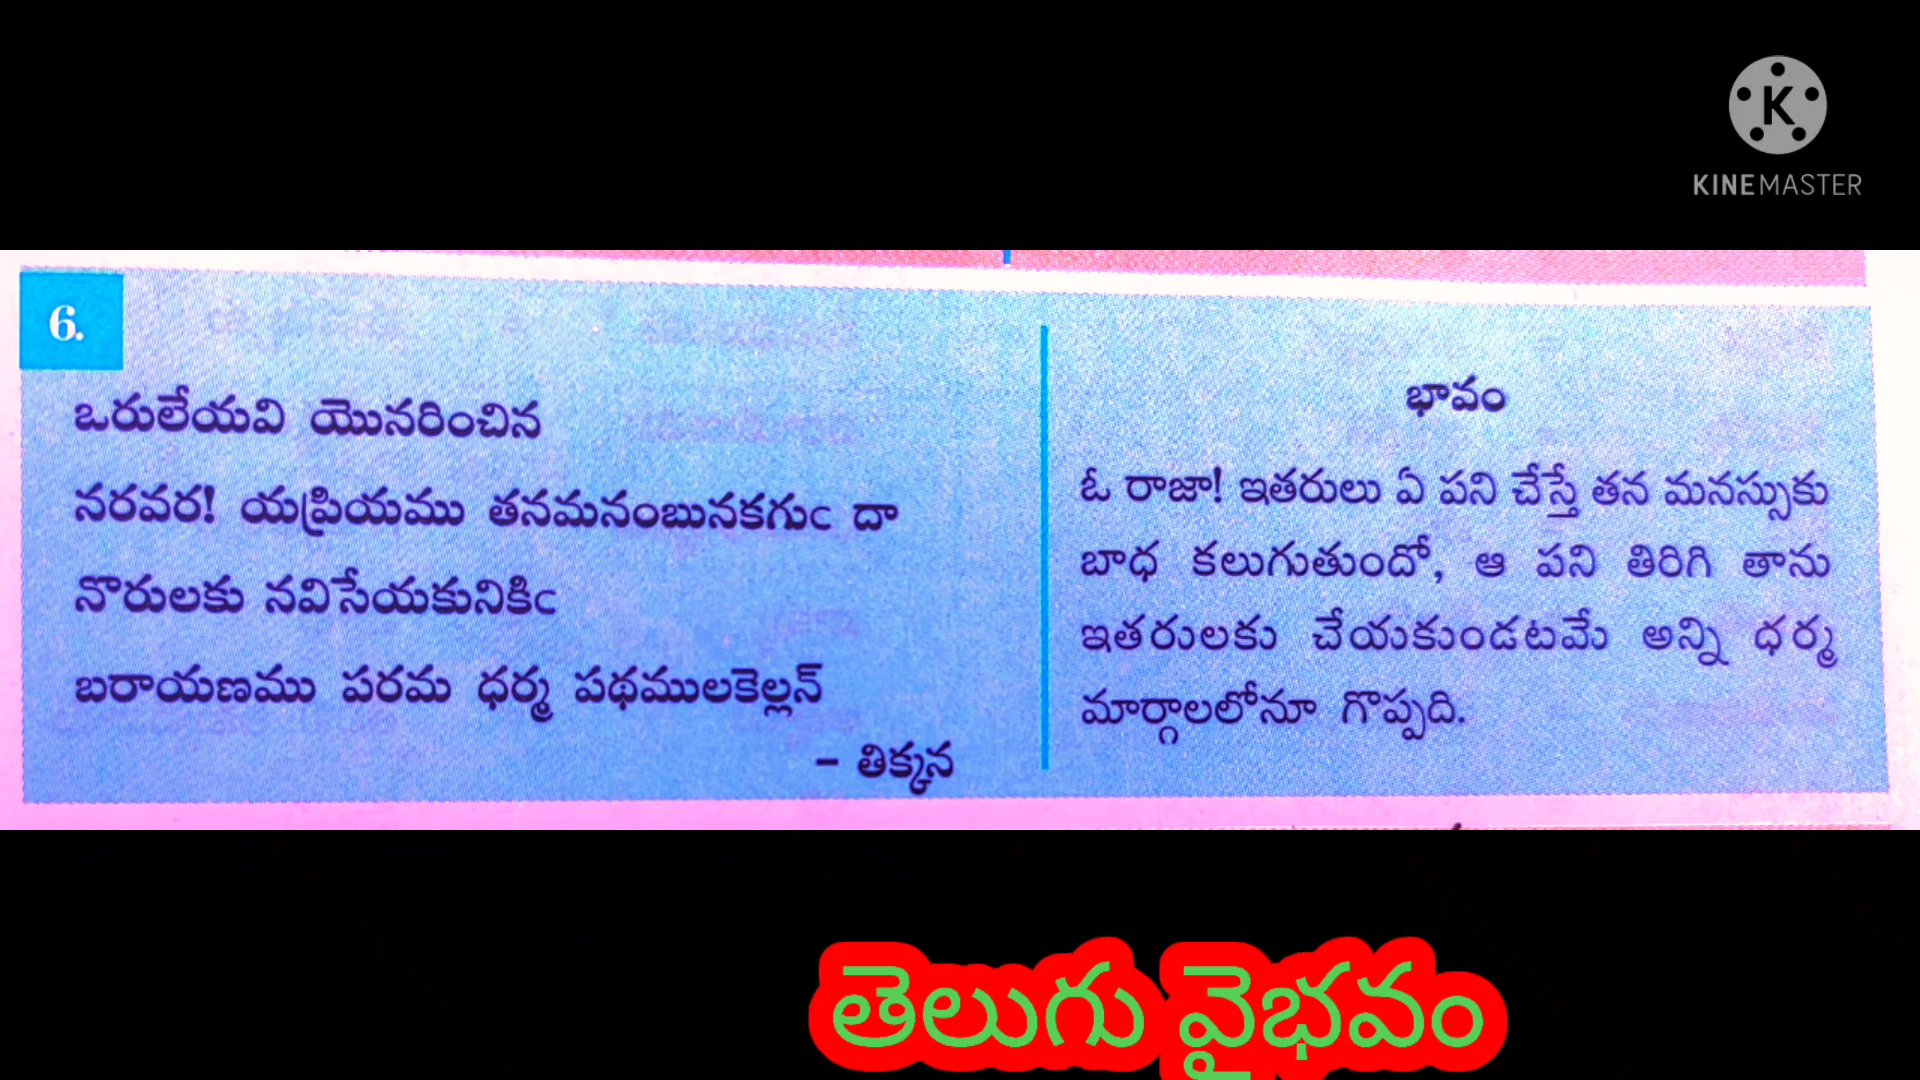 KINEMASTER
6.
ఒరులేయవి యొనరించిన
నరవర! యప్రియము తనమనంబునకగుఁ దా
నొరులకు నవిసేయకునికిఁ
బరాయణము పరమ ధర్మ పథములకెల్లన్
- తిక్కన
భావం
ఓ రాజా! ఇతరులు ఏ పని చేస్తే తన మనస్సుకు
బాధ కలుగుతుందో, ఆ పని తిరిగి తాను
ఇతరులకు చేయకుండటమే అన్ని ధర్మ
మార్గాలలోనూ గొప్పది.
తెలుగు వైభవం